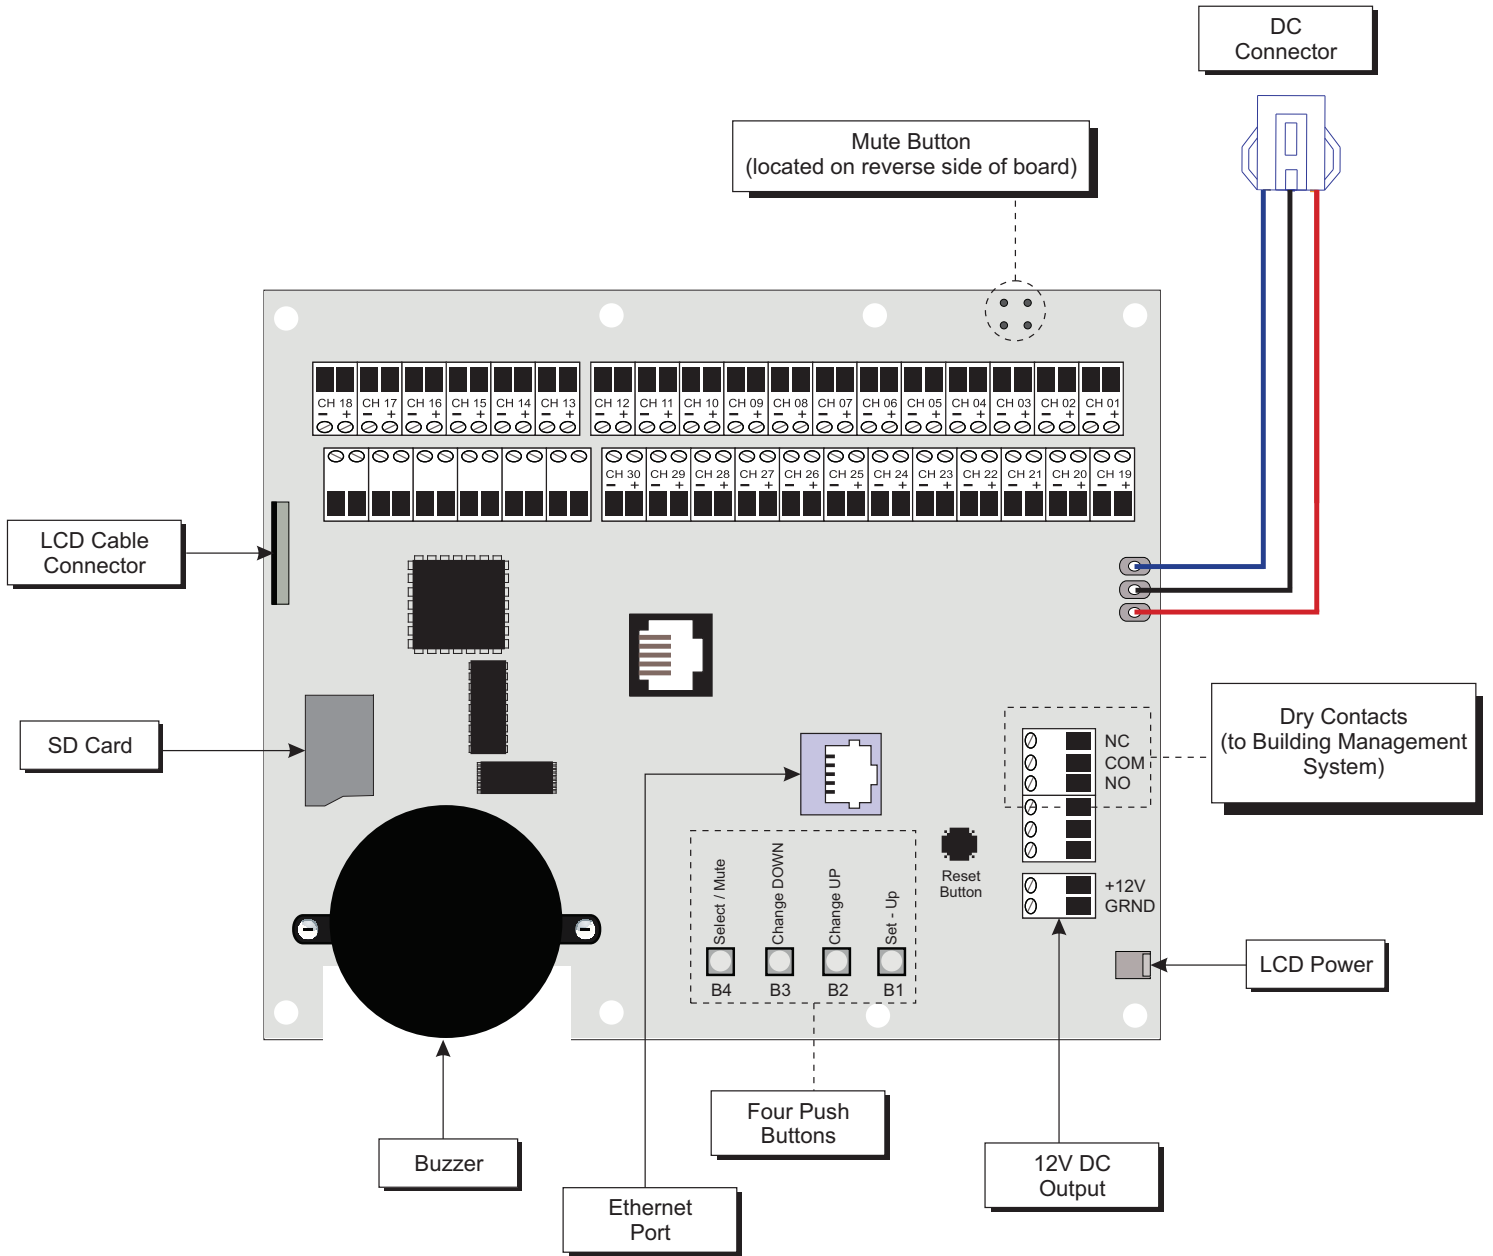 DC
Connector
Mute Button
(located on reverse side of board)
CH 18 CH 17 CH 16 CH 15 CH 14 CH 13 CH 12 CH 11 CH 10 CH 09 CH 08 CH 07 CH 06 CH 05 CH 04 CH 03 CH 02 CH 01
- + - + - + - + - + - + - + - + - + - + - + - + - + - + - + - + - + - +
CH 30 CH 29 CH 28 CH 27 CH 26 CH 25 CH 24 CH 23 CH 22 CH 21 CH 20 CH 19
- + - + - + - + - + - + - + - + - + - + - + - +
LCD Cable
Connector
SD Card
Dry Contacts
(to Building Management
System)
NC
COM
NO
Reset
Button
+12V
GRND
Select / Mute
Change DOWN
Change UP
Set - Up
B4 B3 B2 B1
LCD Power
Four Push
Buttons
Buzzer
12V DC
Output
Ethernet
Port